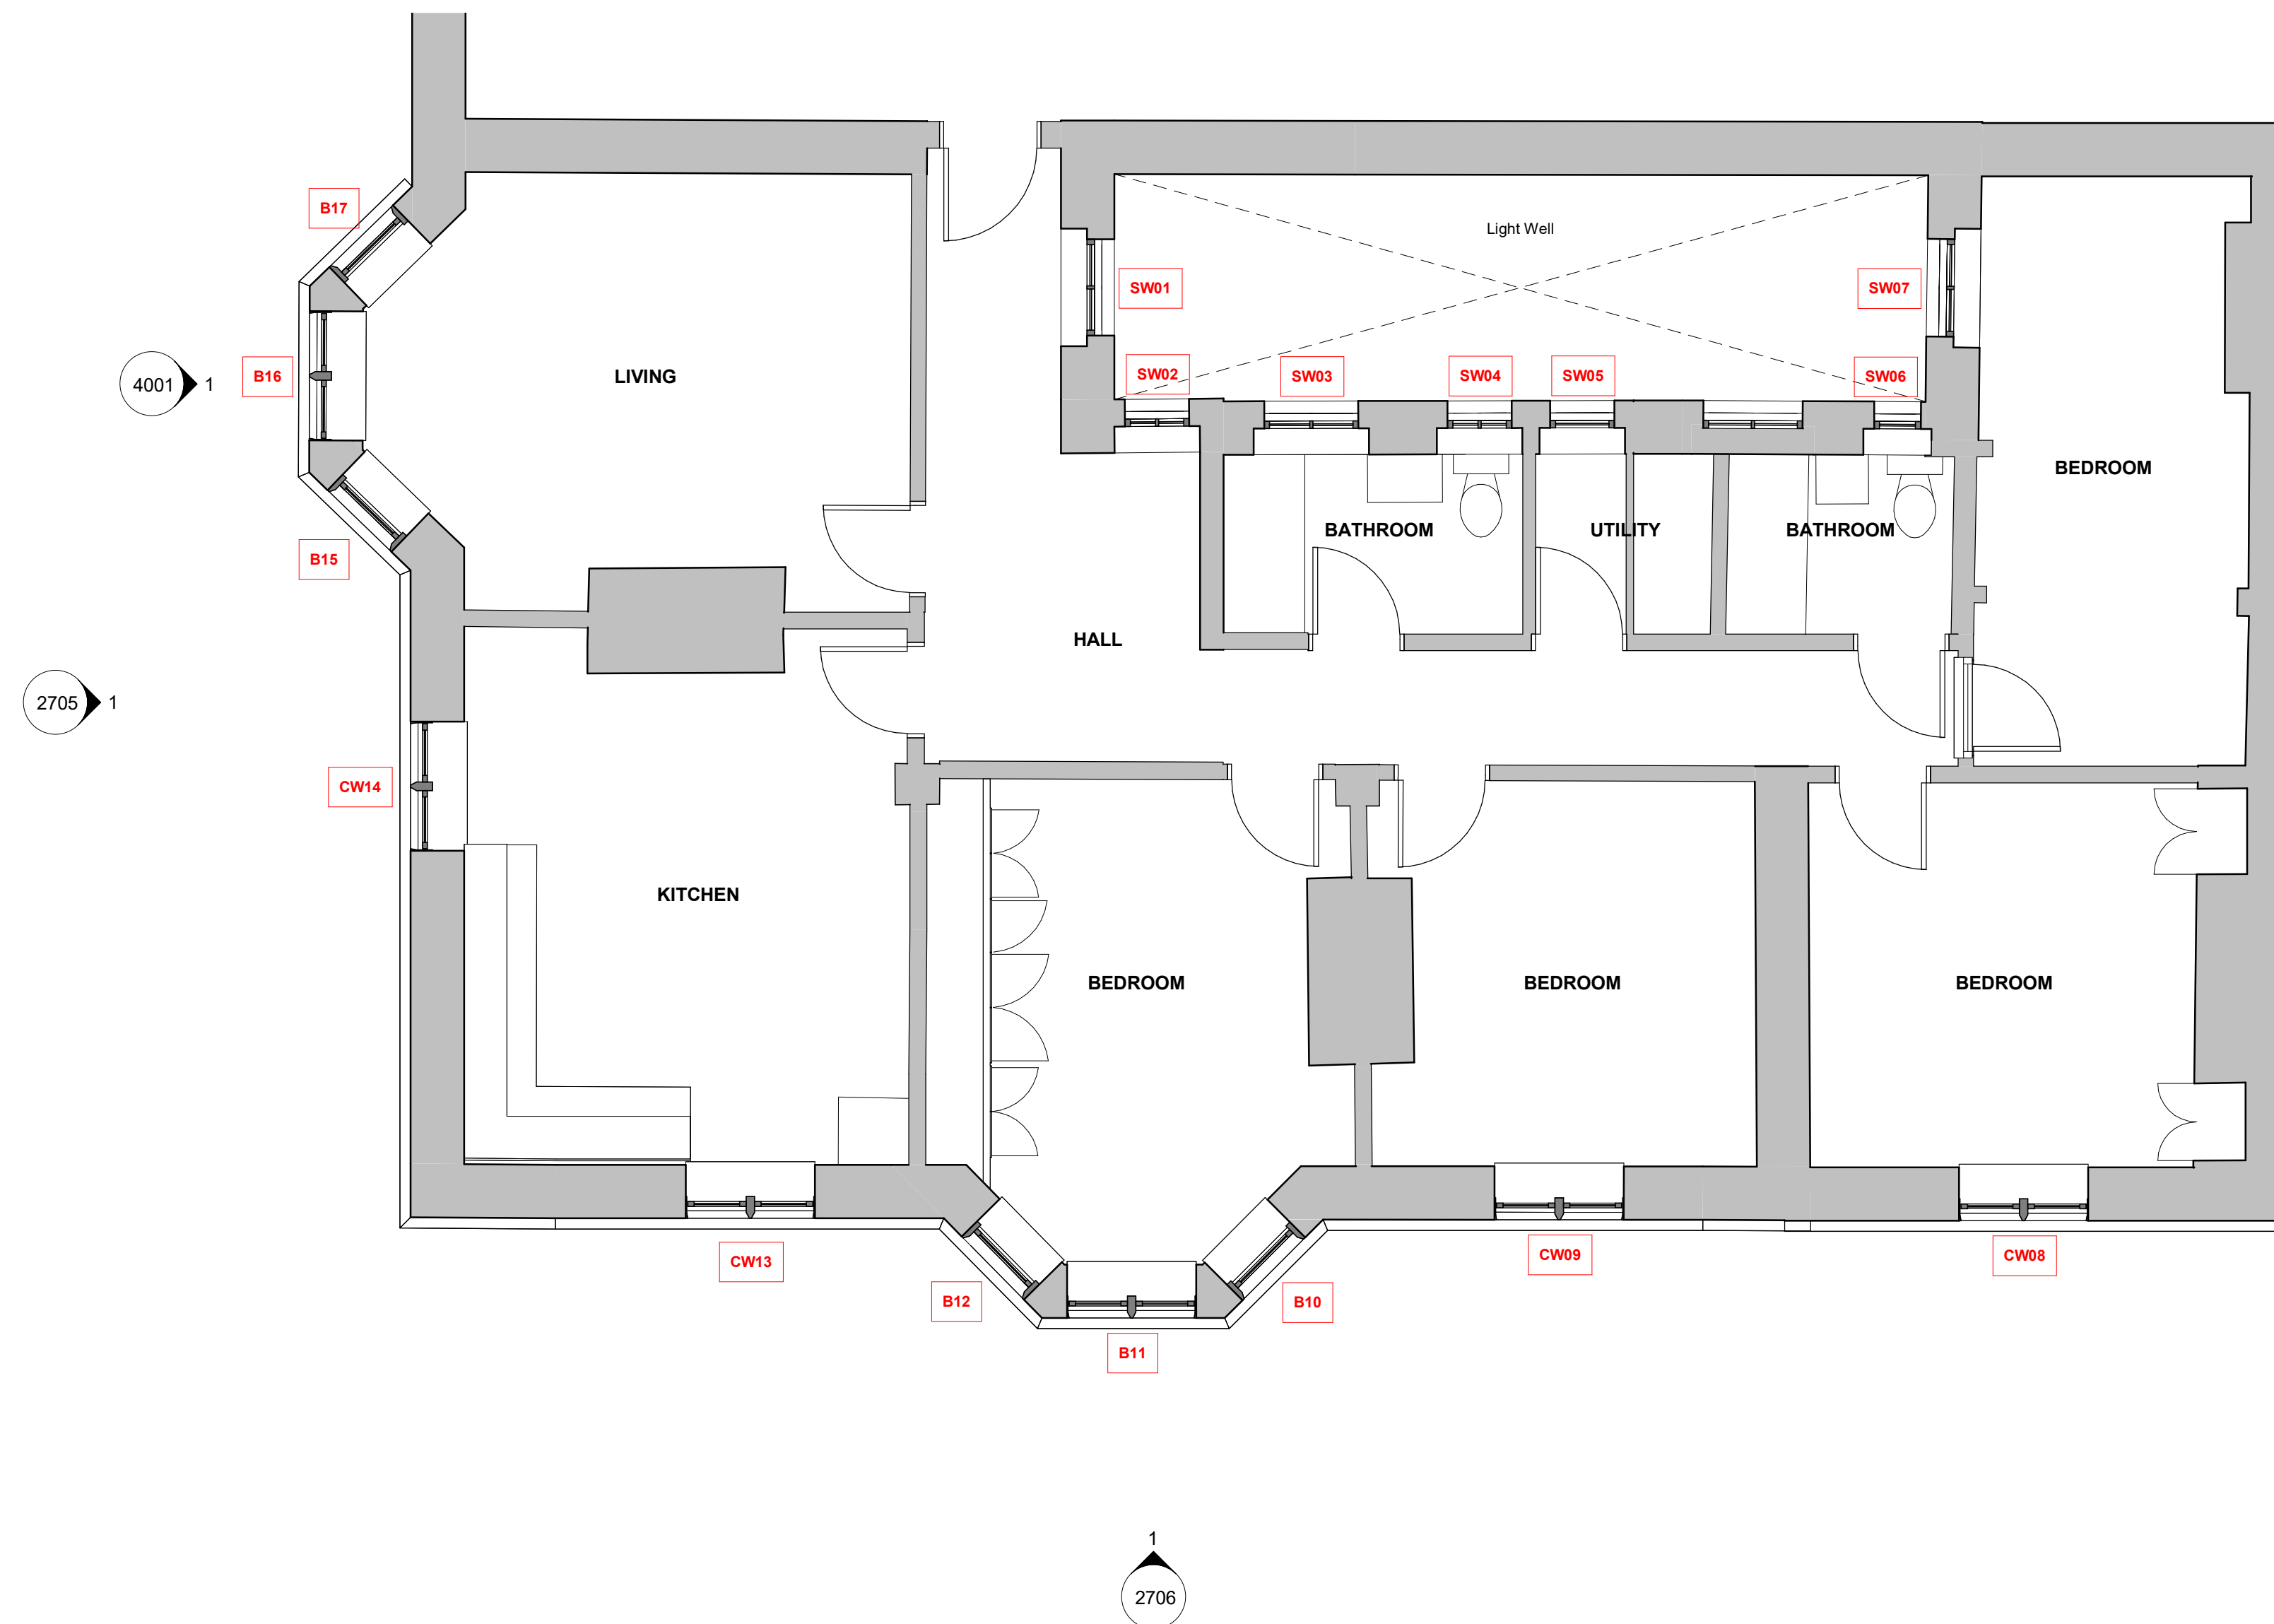 B17
Light Well
SW01
SW07
4001
1
B16
LIVING
SW02
SW03
SW04
SW05
SW06
BEDROOM
B15
BATHROOM
UTILITY
BATHROOM
HALL
2705
1
CW14
KITCHEN
BEDROOM
BEDROOM
BEDROOM
CW13
CW09
CW08
B12
B10
B11
1
2706